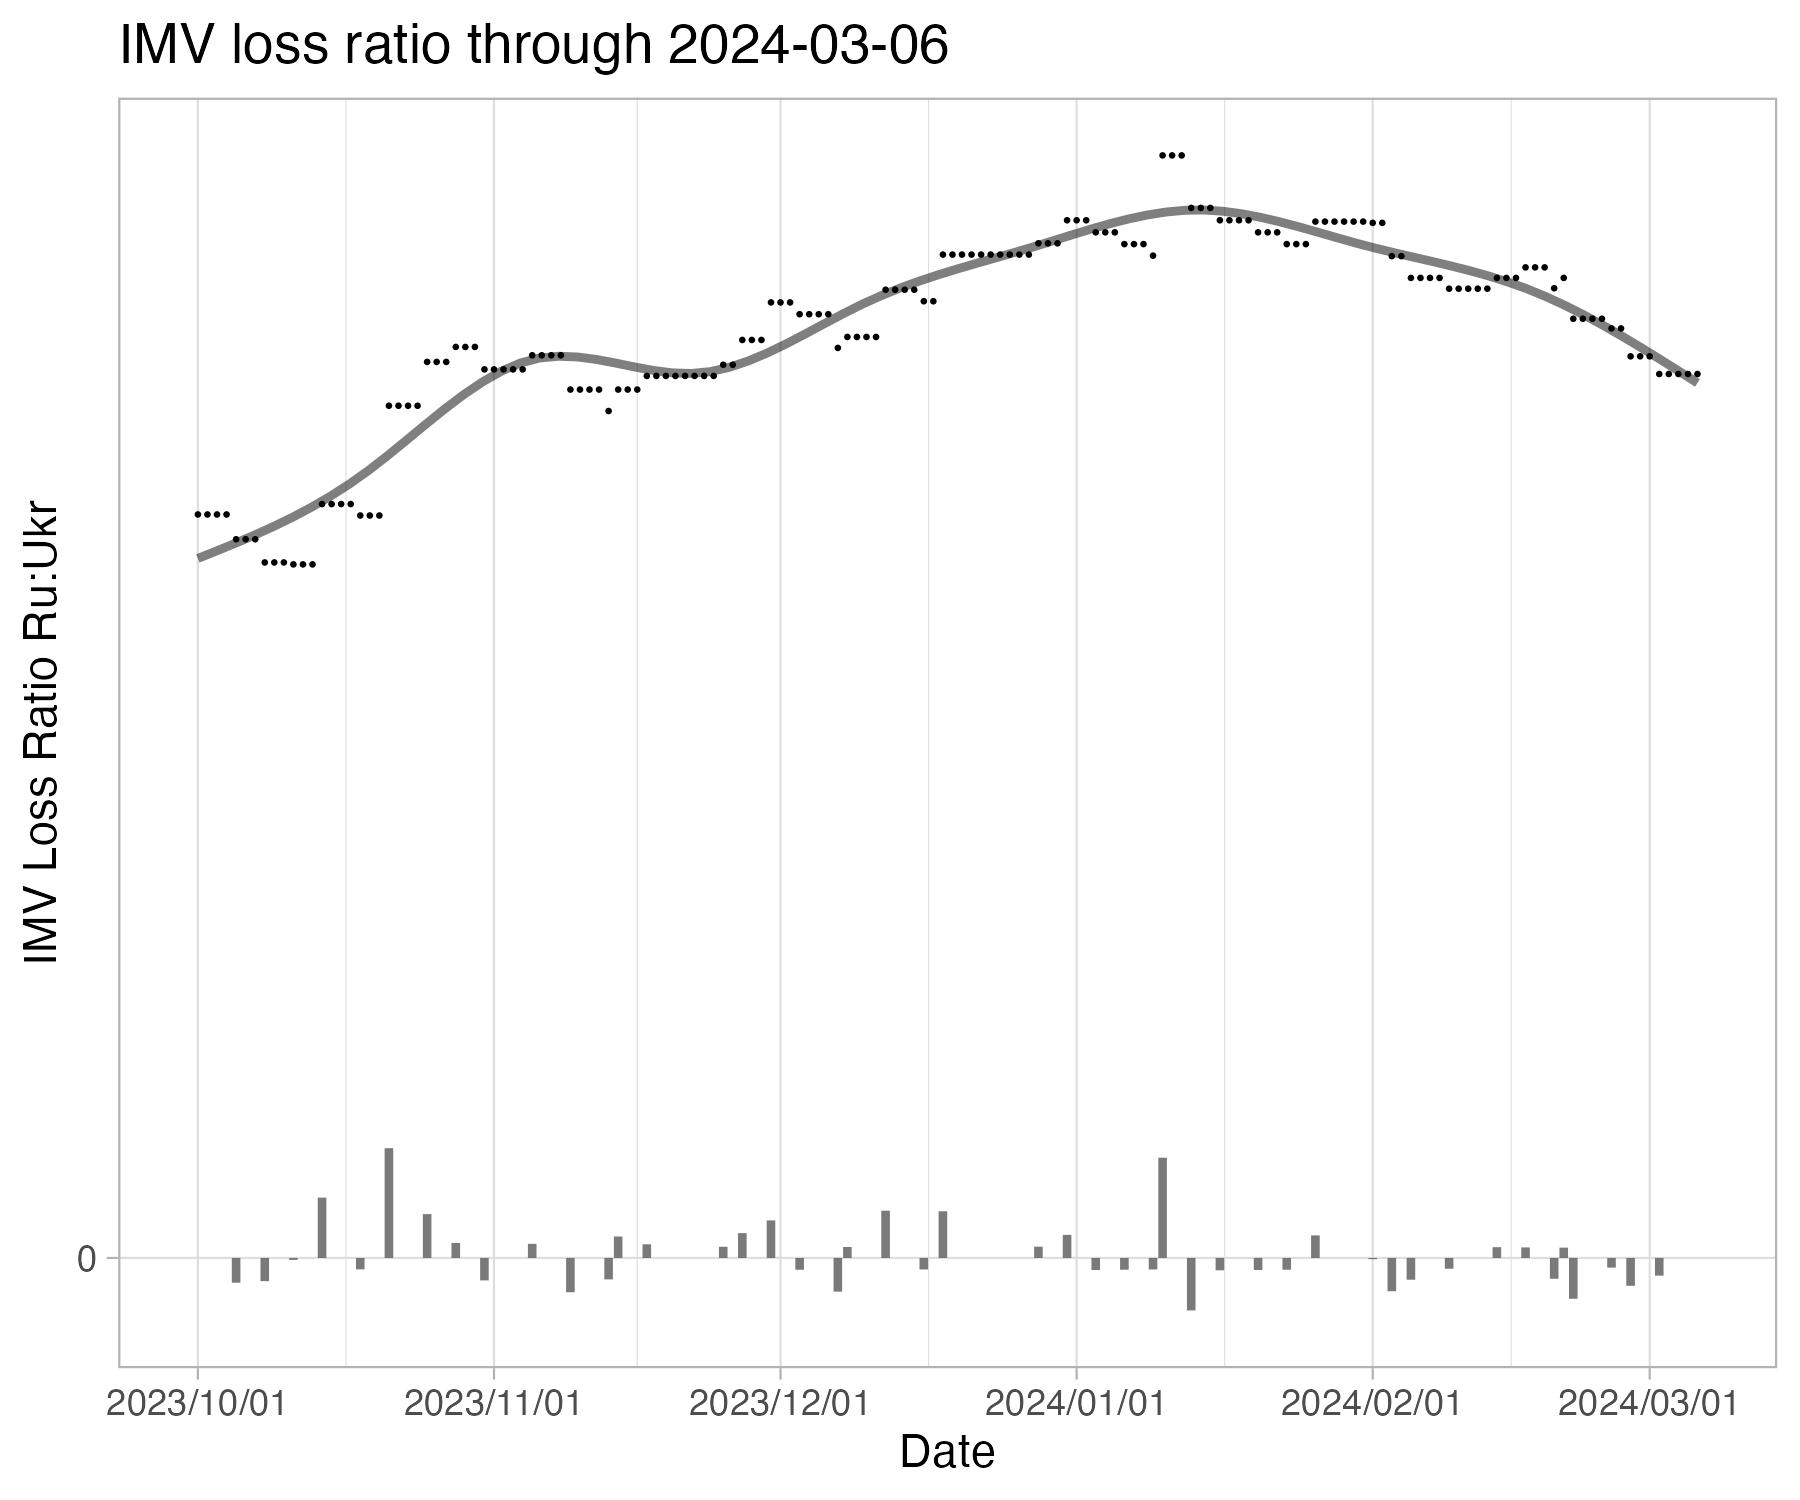 IMV loss ratio through 2024-03-06
IMV Loss Ratio Ru:Ukr
0
2023/10/01 2023/11/01 2023/12/01 2024/01/01 2024/02/01 2024/03/01
Date